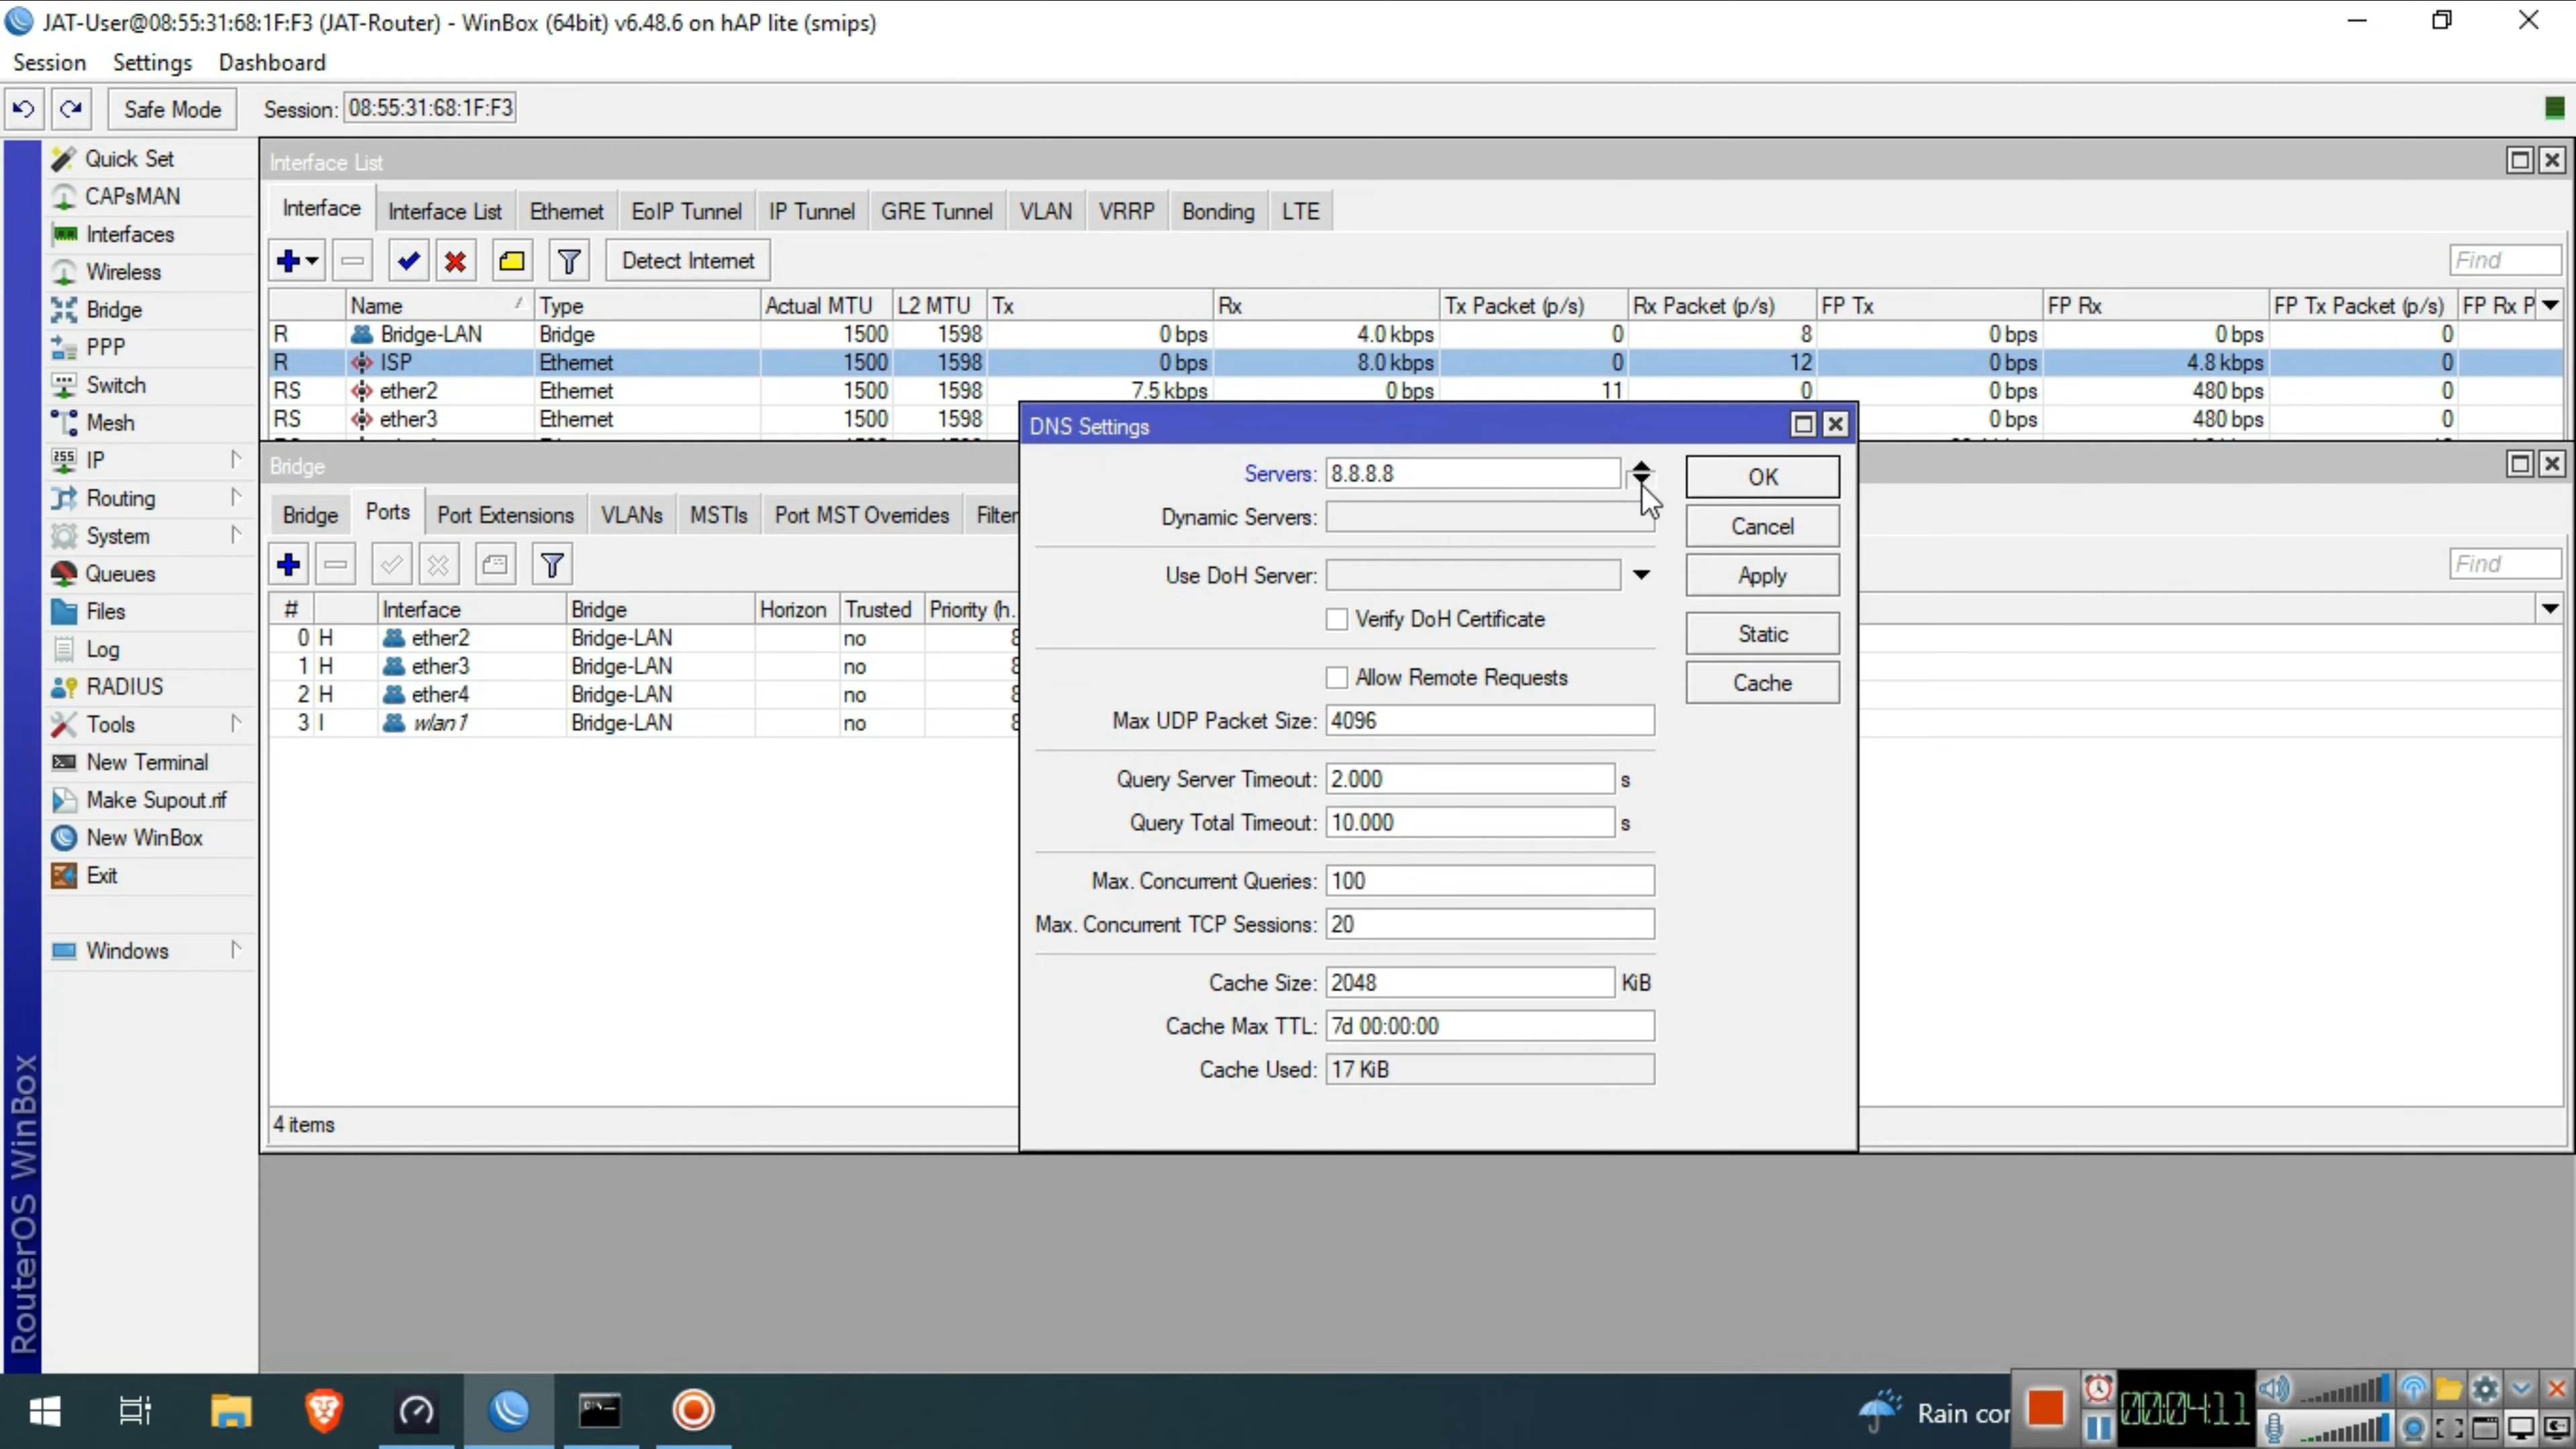 JAT-User@08:55:31:68:1F:F3 (JAT-Router) - WinBox (64bit) v6.48.6 on hAP lite (smips)
Session Settings Dashboard
Safe Mode Session: 08:55:31:68:1F:F3
Quick Set
CAPsMAN
Interfaces
Wireless
Bridge
PPP
Switch
Mesh
IP
Routing
System
Queues
Files
Log
RADIUS
Tools
New Terminal
Make Supout.rif
New WinBox
Exit
Windows
RouterOS WinBox
Interface List
Interface Interface List Ethernet EoIP Tunnel IP Tunnel GRE Tunnel VLAN VRRP Bonding LTE
Detect Internet Find
Name Type Actual MTU L2 MTU Tx Rx Tx Packet (p/s) Rx Packet (p/s) FP Tx FP Rx FP Tx Packet (p/s) FP Rx P
R Bridge-LAN Bridge 1500 1598 0 bps 4.0 kbps 0 8 0 bps 0 bps 0
R ISP Ethernet 1500 1598 0 bps 8.0 kbps 0 12 0 bps 4.8 kbps 0
RS ether2 Ethernet 1500 1598 7.5 kbps 0 bps 11 0 0 bps 480 bps 0
RS ether3 Ethernet 1500 1598 0 bps 480 bps 0
Bridge
Bridge Ports Port Extensions VLANs MSTIs Port MST Overrides Filter
Find
# Interface Bridge Horizon Trusted Priority (h.
0 H ether2 Bridge-LAN no 8
1 H ether3 Bridge-LAN no 8
2 H ether4 Bridge-LAN no 8
3 I wlan1 Bridge-LAN no 8
4 items
DNS Settings
Servers: 8.8.8.8
Dynamic Servers:
Use DoH Server:
Verify DoH Certificate
Allow Remote Requests
Max UDP Packet Size: 4096
Query Server Timeout: 2.000 s
Query Total Timeout: 10.000 s
Max. Concurrent Queries: 100
Max. Concurrent TCP Sessions: 20
Cache Size: 2048 KiB
Cache Max TTL: 7d 00:00:00
Cache Used: 17 KiB
OK
Cancel
Apply
Static
Cache
Rain con
00:04:11